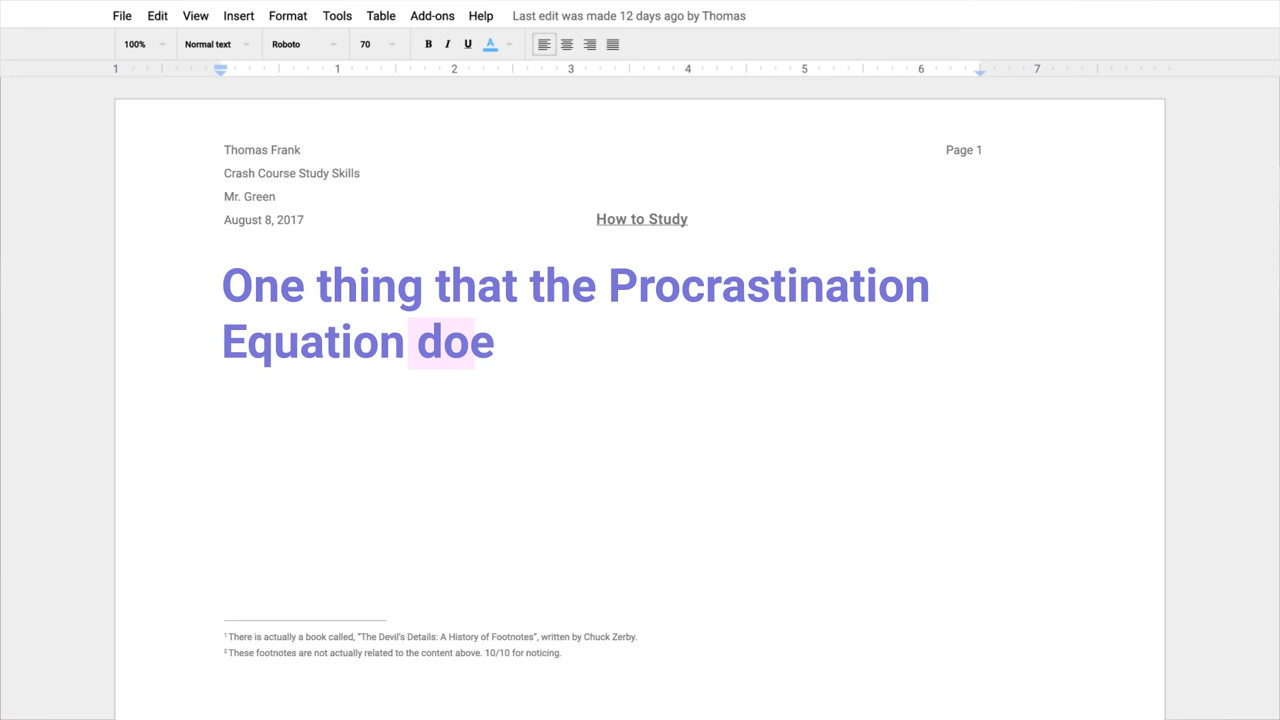 File Edit View Insert Format Tools Table Add-ons Help Last edit was made 12 days ago by Thomas
100% Normal text Roboto 70 B I U A
1 1 2 3 4 5 6 7
Thomas Frank Page 1
Crash Course Study Skills
Mr. Green
August 8, 2017 How to Study
One thing that the Procrastination
Equation doe
¹ There is actually a book called, "The Devil's Details: A History of Footnotes", written by Chuck Zerby.
² These footnotes are not actually related to the content above. 10/10 for noticing.